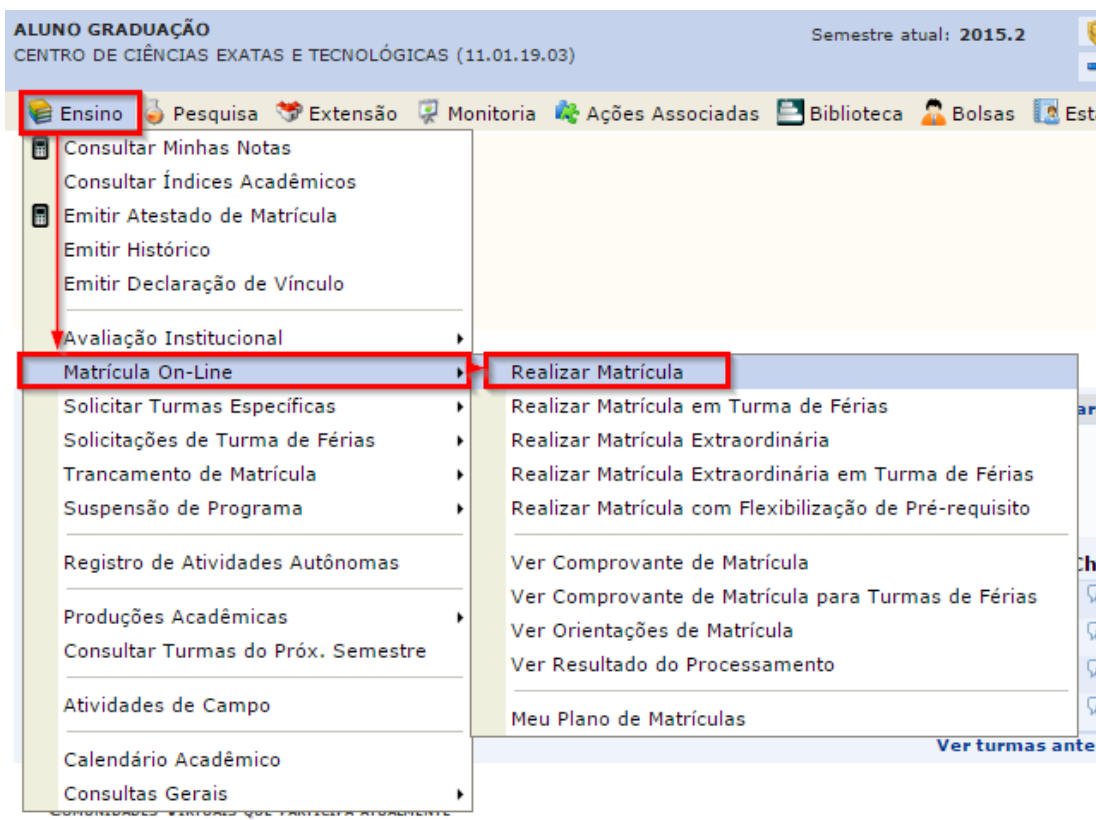 ALUNO GRADUAÇÃO
CENTRO DE CIÊNCIAS EXATAS E TECNOLÓGICAS (11.01.19.03)
Semestre atual: 2015.2
Ensino Pesquisa Extensão Monitoria Ações Associadas Biblioteca Bolsas
Consultar Minhas Notas
Consultar Índices Acadêmicos
Emitir Atestado de Matrícula
Emitir Histórico
Emitir Declaração de Vínculo
Avaliação Institucional
Matrícula On-Line
Solicitar Turmas Específicas
Solicitações de Turma de Férias
Trancamento de Matrícula
Suspensão de Programa
Registro de Atividades Autônomas
Produções Acadêmicas
Consultar Turmas do Próx. Semestre
Atividades de Campo
Calendário Acadêmico
Consultas Gerais
Realizar Matrícula
Realizar Matrícula em Turma de Férias
Realizar Matrícula Extraordinária
Realizar Matrícula Extraordinária em Turma de Férias
Realizar Matrícula com Flexibilização de Pré-requisito
Ver Comprovante de Matrícula
Ver Comprovante de Matrícula para Turmas de Férias
Ver Orientações de Matrícula
Ver Resultado do Processamento
Meu Plano de Matrículas
Ver turmas ante